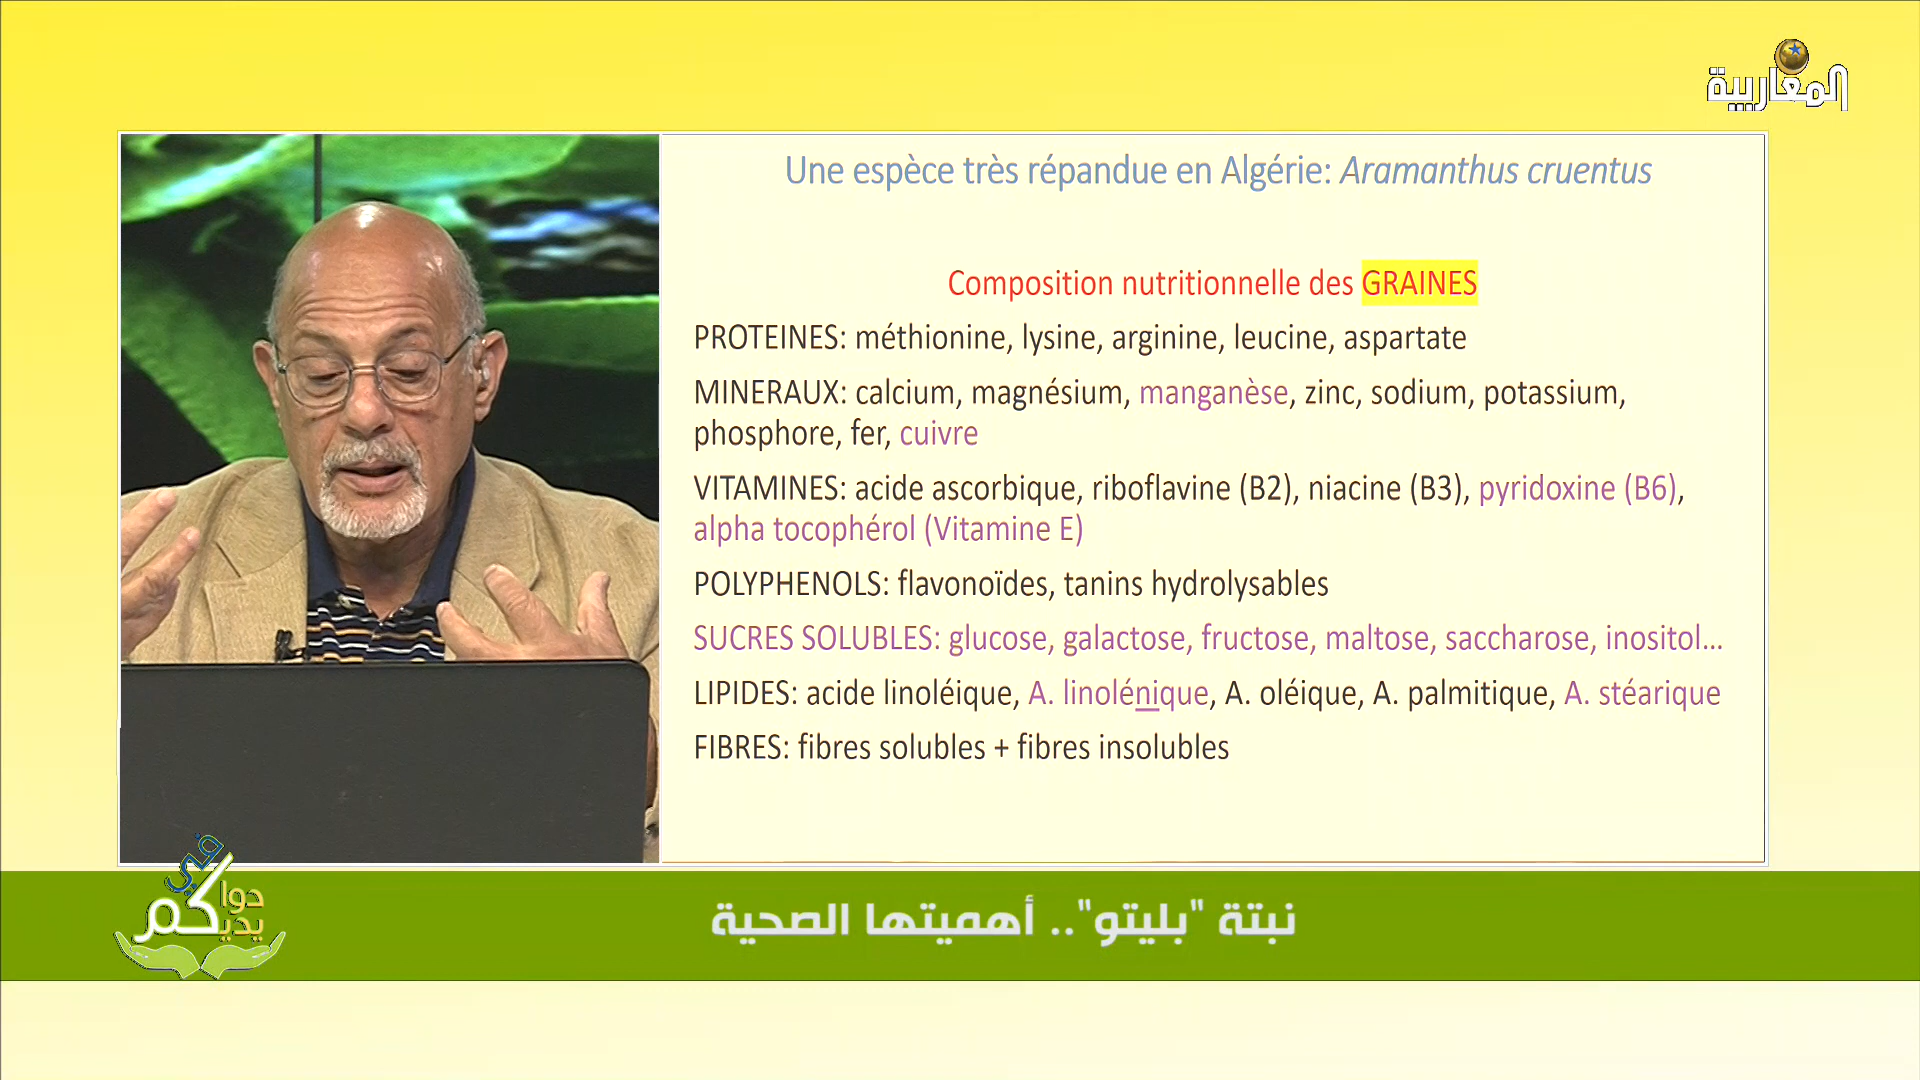 المغاربية
Une espèce très répandue en Algérie: Aramanthus cruentus
Composition nutritionnelle des GRAINES
PROTEINES: méthionine, lysine, arginine, leucine, aspartate
MINERAUX: calcium, magnésium, manganèse, zinc, sodium, potassium,
phosphore, fer, cuivre
VITAMINES: acide ascorbique, riboflavine (B2), niacine (B3), pyridoxine (B6),
alpha tocophérol (Vitamine E)
POLYPHENOLS: flavonoïdes, tanins hydrolysables
SUCRES SOLUBLES: glucose, galactose, fructose, maltose, saccharose, inositol...
LIPIDES: acide linoléique, A. linolénique, A. oléique, A. palmitique, A. stéarique
FIBRES: fibres solubles + fibres insolubles
نبتة "بليتو".. أهميتها الصحية
دواكم
في
يديكم